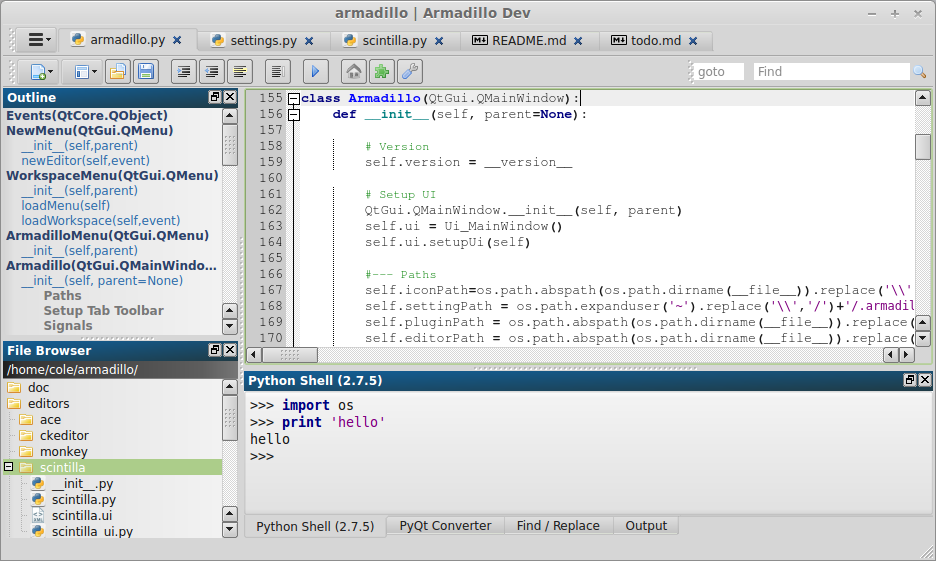 armadillo | Armadillo Dev
armadillo.py settings.py scintilla.py README.md todo.md
goto Find
Outline
Events(QtCore.QObject)
NewMenu(QtGui.QMenu)
__init__(self,parent)
newEditor(self,event)
WorkspaceMenu(QtGui.QMenu)
__init__(self,parent)
loadMenu(self)
loadWorkspace(self,event)
ArmadilloMenu(QtGui.QMenu)
__init__(self,parent)
Armadillo(QtGui.QMainWindo...
__init__(self, parent=None)
Paths
Setup Tab Toolbar
Signals
File Browser
/home/cole/armadillo/
doc
editors
ace
ckeditor
monkey
scintilla
__init__.py
scintilla.py
scintilla.ui
scintilla_ui.py
155 class Armadillo(QtGui.QMainWindow):
156 def __init__(self, parent=None):
157
158 # Version
159 self.version = __version__
160
161 # Setup UI
162 QtGui.QMainWindow.__init__(self, parent)
163 self.ui = Ui_MainWindow()
164 self.ui.setupUi(self)
165
166 #--- Paths
167 self.iconPath=os.path.abspath(os.path.dirname(__file__)).replace('\\'
168 self.settingPath = os.path.expanduser('~').replace('\\','/')+'/.armadil
169 self.pluginPath = os.path.abspath(os.path.dirname(__file__)).replace(
170 self.editorPath = os.path.abspath(os.path.dirname(__file__)).replace(
Python Shell (2.7.5)
>>> import os
>>> print 'hello'
hello
>>>
Python Shell (2.7.5) PyQt Converter Find / Replace Output